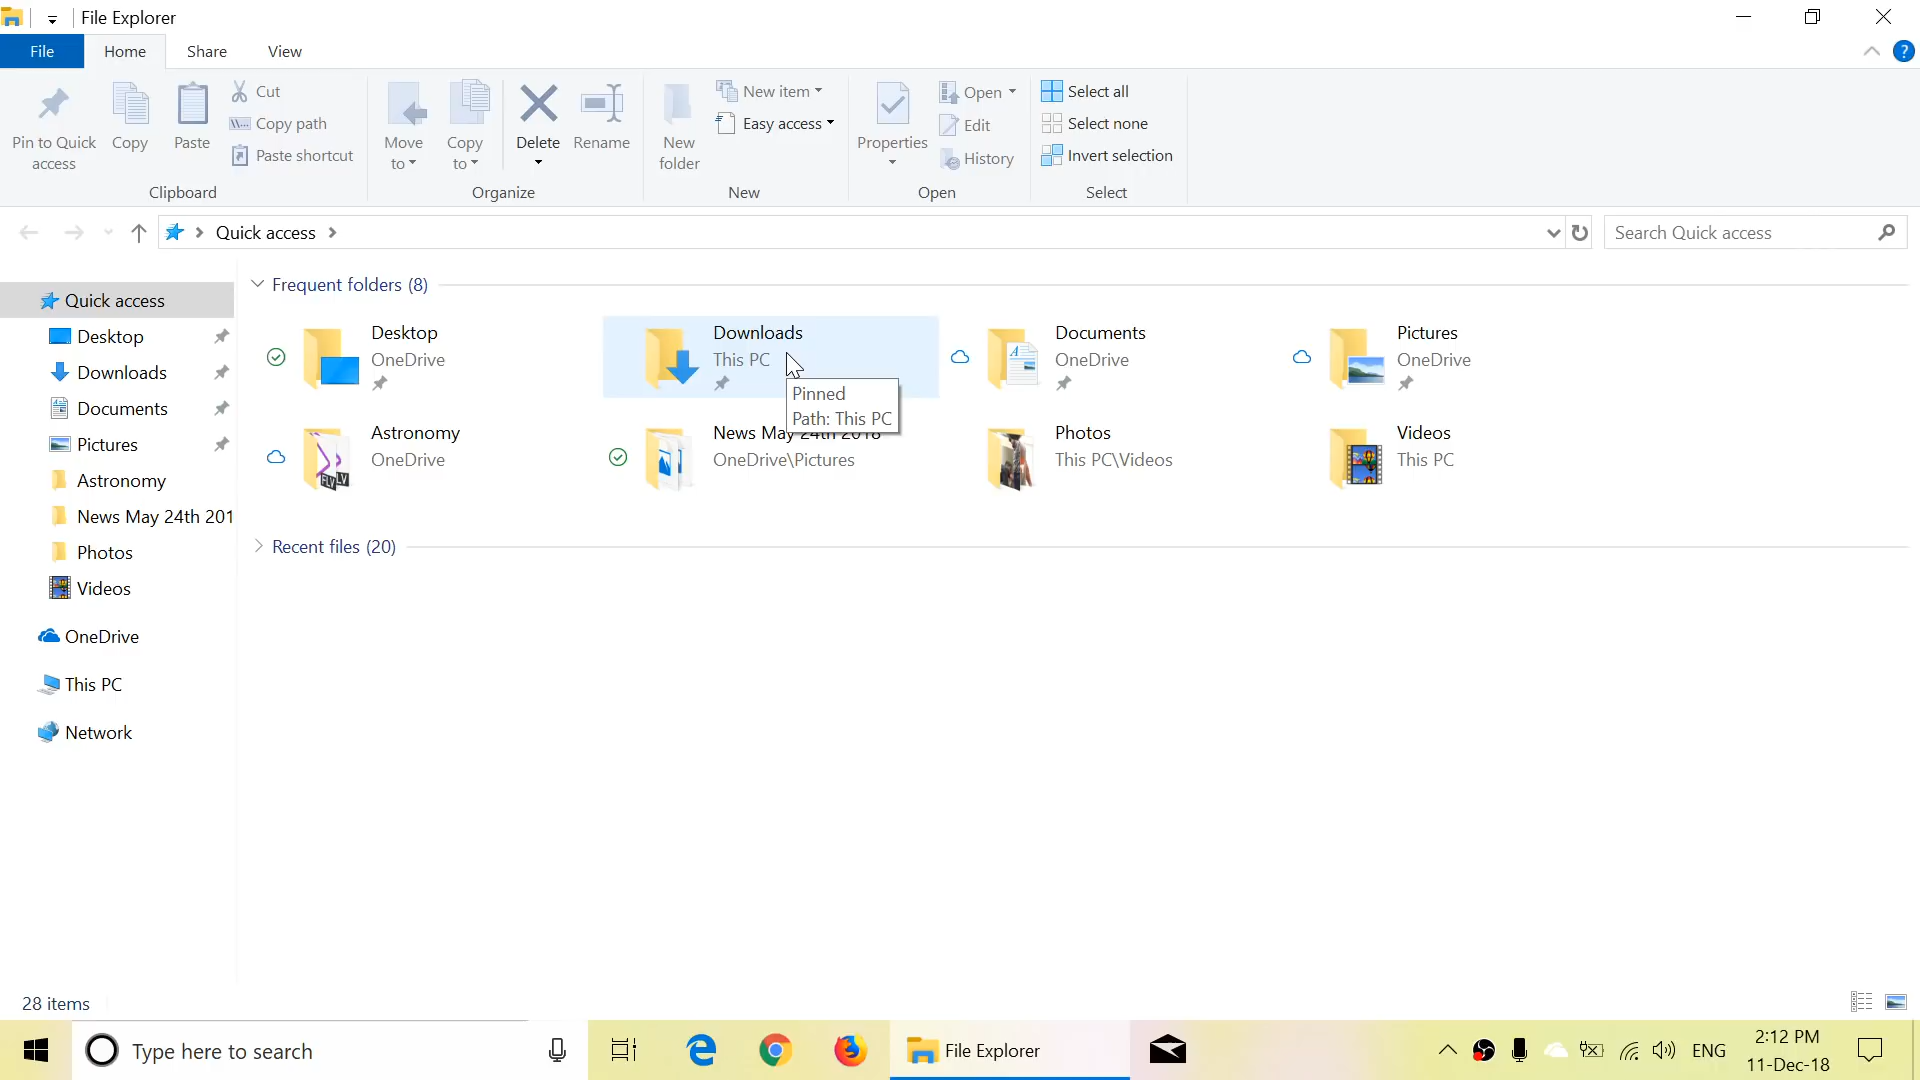 File Explorer
File
Home
Share
View
?
Pin to Quick access
Copy
Paste
Cut
Copy path
Paste shortcut
Clipboard
Move to
Copy to
Delete
Rename
Organize
New folder
New item
Easy access
New
Properties
Open
Edit
History
Open
Select all
Select none
Invert selection
Select
Quick access
Search Quick access
Quick access
Desktop
Downloads
Documents
Pictures
Astronomy
News May 24th 201
Photos
Videos
OneDrive
This PC
Network
Frequent folders (8)
Desktop
OneDrive
Downloads
This PC
Documents
OneDrive
Pictures
OneDrive
Pinned
Path: This PC
Astronomy
OneDrive
News May 24th 2018
OneDrive\Pictures
Photos
This PC\Videos
Videos
This PC
Recent files (20)
28 items
Type here to search
File Explorer
ENG
2:12 PM
11-Dec-18